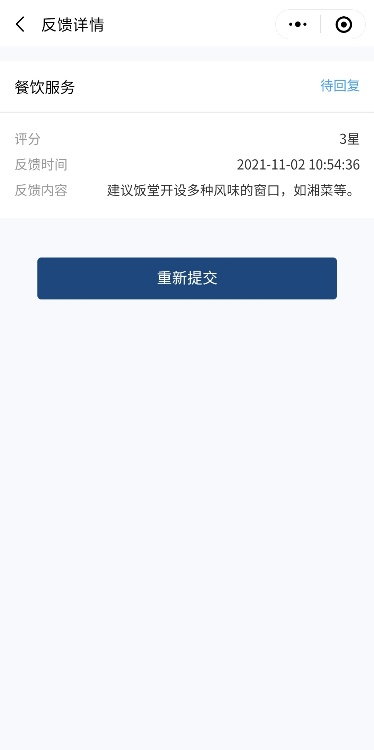 反馈详情
餐饮服务
待回复
评分
3星
反馈时间
2021-11-02 10:54:36
反馈内容
建议饭堂开设多种风味的窗口，如湘菜等。
重新提交